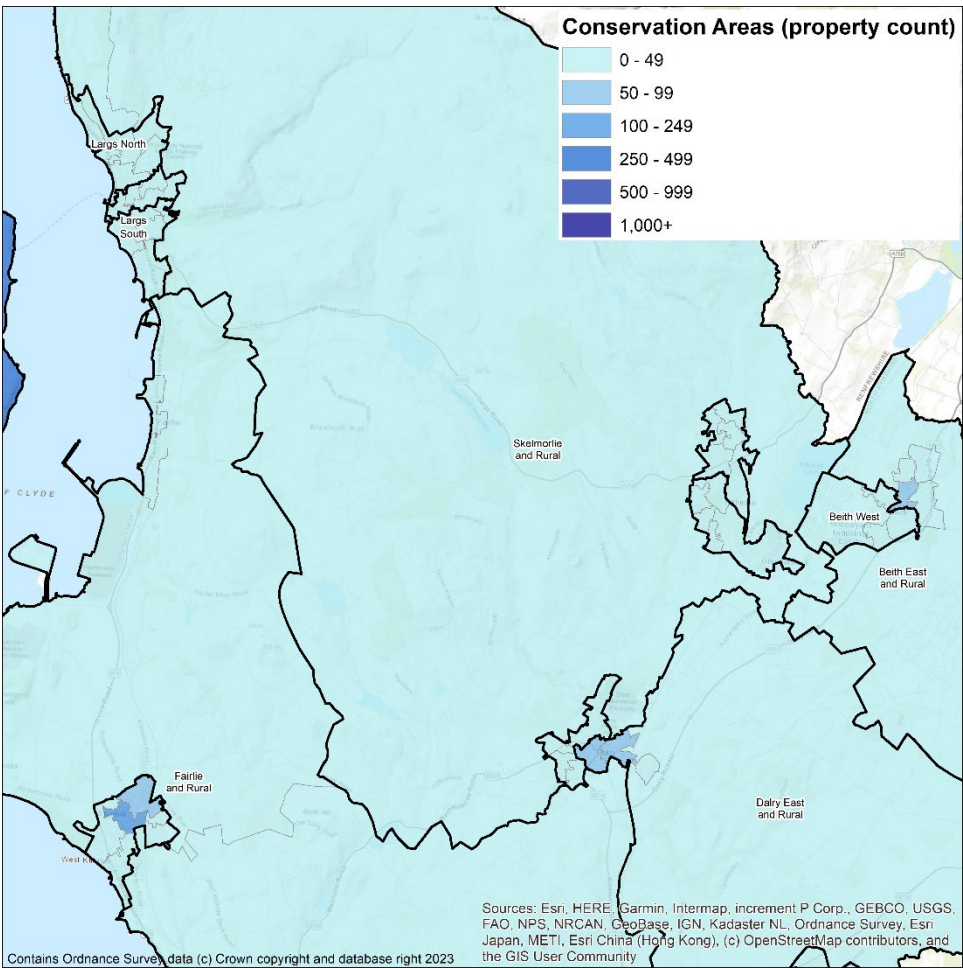 Conservation Areas (property count)
0 - 49
50 - 99
100 - 249
250 - 499
500 - 999
1,000+
Largs North
Largs
South
A760
RENFREWSHIRE
Skelmorlie
and Rural
F CLYDE
Beith West
Beith East
and Rural
Fairlie
and Rural
Dalry East
and Rural
West
Sources: Esri, HERE, Garmin, Intermap, increment P Corp., GEBCO, USGS,
FAO, NPS, NRCAN, GeoBase, IGN, Kadaster NL, Ordnance Survey, Esri
Japan, METI, Esri China (Hong Kong), (c) OpenStreetMap contributors, and
the GIS User Community
Contains Ordnance Survey data (c) Crown copyright and database right 2023